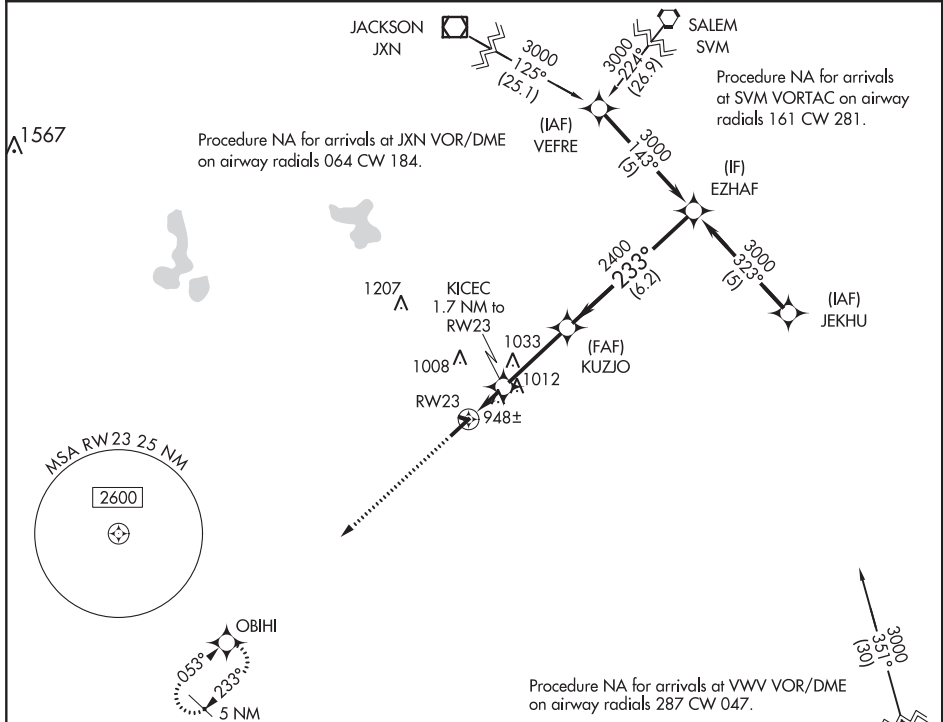 JACKSON
JXN
3000
125°
(25.1)
SALEM
SVM
3000
224°
(26.9)
Procedure NA for arrivals
at SVM VORTAC on airway
radials 161 CW 281.
1567
Procedure NA for arrivals at JXN VOR/DME
on airway radials 064 CW 184.
(IAF)
VEFRE
3000
143°
(5)
(IF)
EZHAF
2400
233°
(6.2)
3000
323°
(5)
(IAF)
JEKHU
1207
KICEC
1.7 NM to
RW23
(FAF)
KUZJO
1033
1008
1012
RW23
948±
MSA RW23 25 NM
2600
OBIHI
053°
233°
5 NM
3000
351°
(30)
Procedure NA for arrivals at VWV VOR/DME
on airway radials 287 CW 047.